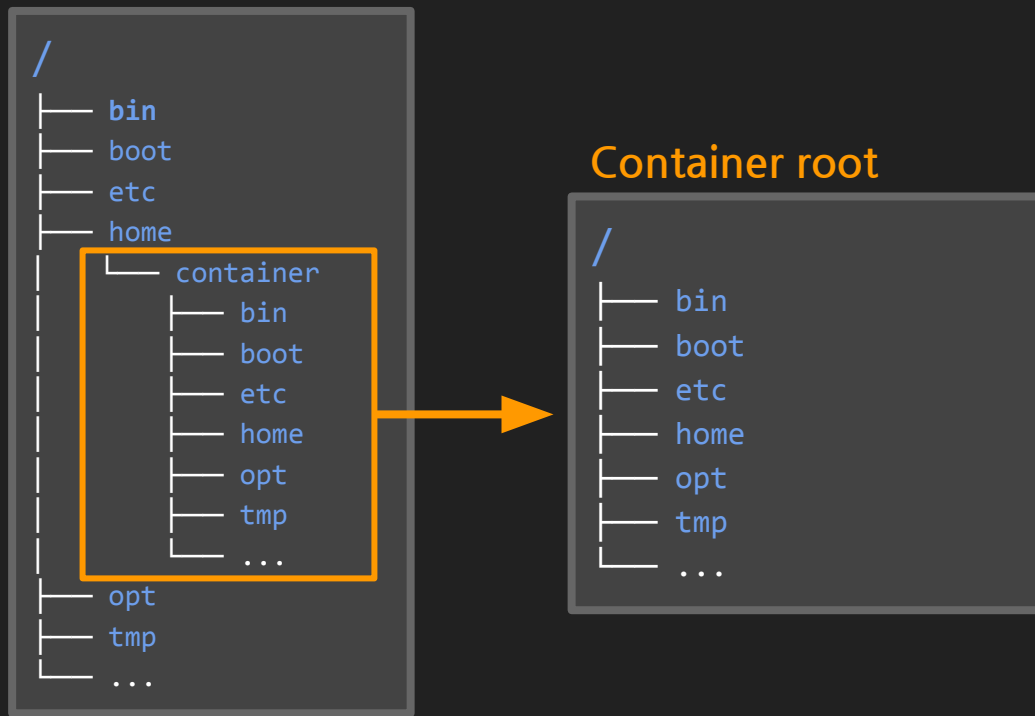 /
├── bin
├── boot
├── etc
├── home
│   └── container
│       ├── bin
│       ├── boot
│       ├── etc
│       ├── home
│       ├── opt
│       ├── tmp
│       └── ...
├── opt
├── tmp
└── ...
Container root
/
├── bin
├── boot
├── etc
├── home
├── opt
├── tmp
└── ...